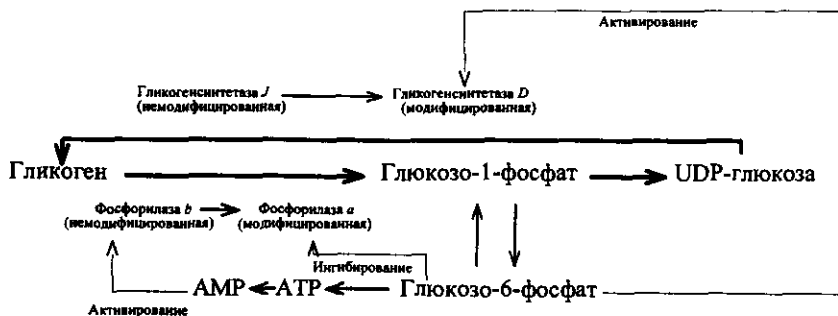 Активирование
Гликогенсинтетаза J
(немодифицированная)
Гликогенсинтетаза D
(модифицированная)
Гликоген
Глюкозо-1-фосфат
UDP-глюкоза
Фосфорилаза b
(немодифицированная)
Фосфорилаза a
(модифицированная)
Ингибирование
AMP
ATP
Глюкозо-6-фосфат
Активирование